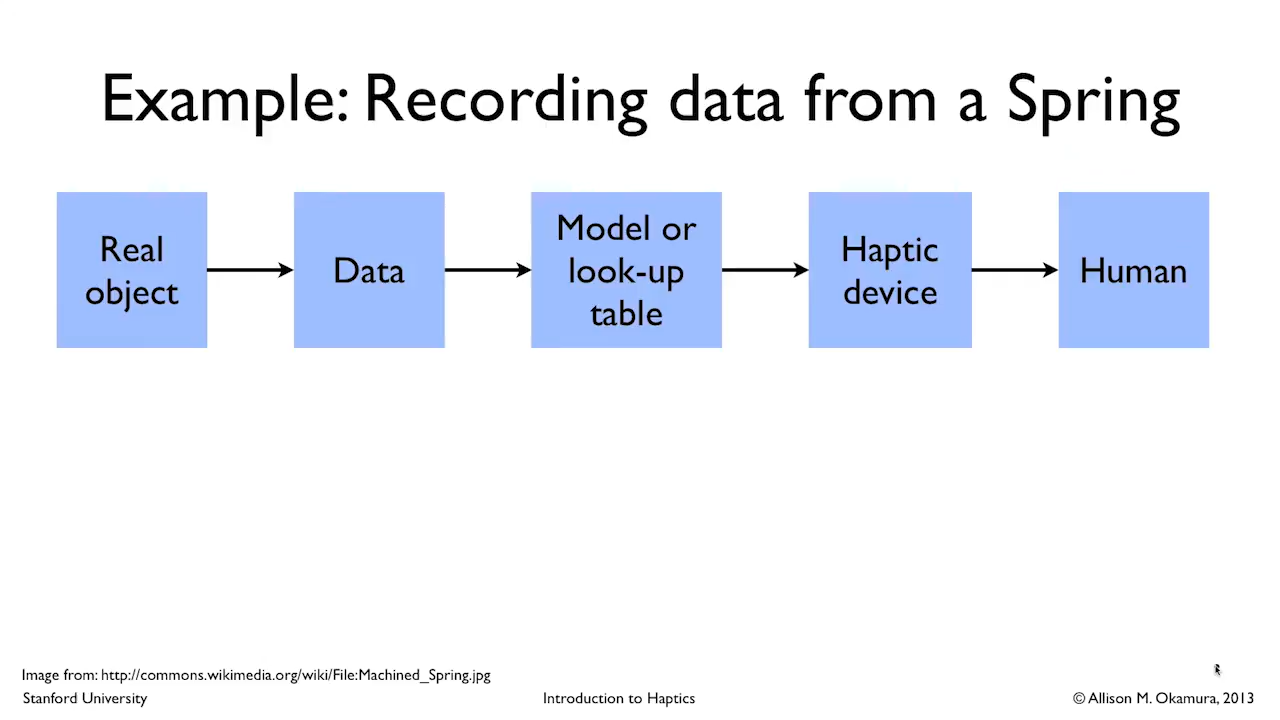 Example: Recording data from a Spring
Real
object
Data
Model or
look-up
table
Haptic
device
Human
Image from: http://commons.wikimedia.org/wiki/File:Machined_Spring.jpg
Stanford University
Introduction to Haptics
© Allison M. Okamura, 2013